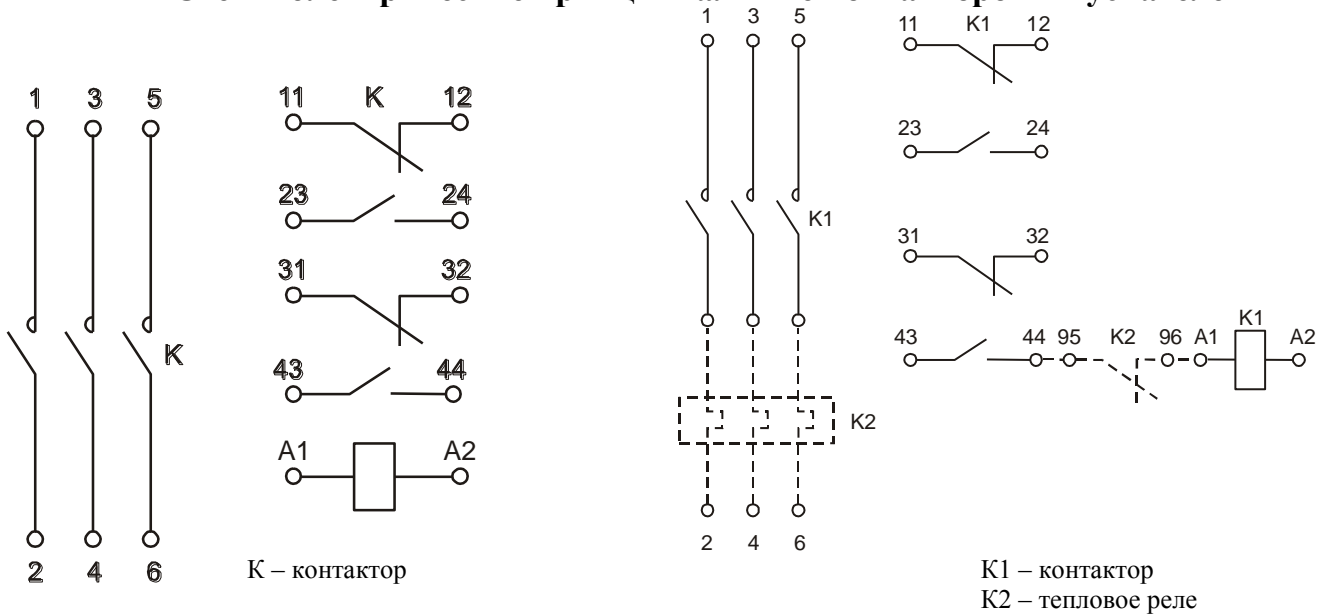 1 3 5
11 К 12
23 24
31 32
К
43 44
A1 A2
2 4 6
К – контактор
1 3 5
11 K1 12
23 24
K1
31 32
43 44 95 K2 96 A1 K1 A2
K2
2 4 6
К1 – контактор
К2 – тепловое реле